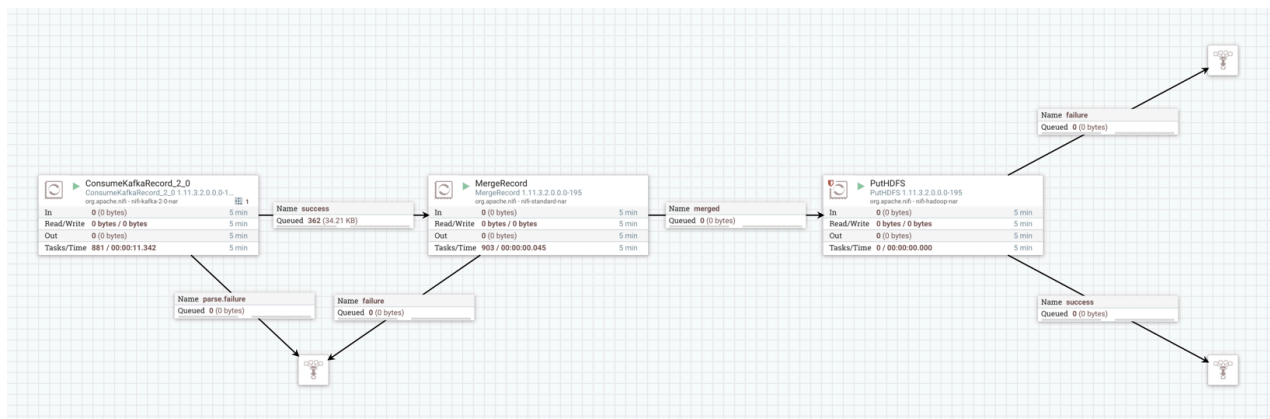 Name failure
Queued 0 (0 bytes)
ConsumeKafkaRecord_2_0
ConsumeKafkaRecord_2_0 1.11.3.2.0.0.0-1...
org.apache.nifi - nifi-kafka-2-0-nar
1
In 0 (0 bytes) 5 min
Read/Write 0 bytes / 0 bytes 5 min
Out 0 (0 bytes) 5 min
Tasks/Time 881 / 00:00:11.342 5 min
Name success
Queued 362 (34.21 KB)
MergeRecord
MergeRecord 1.11.3.2.0.0.0-195
org.apache.nifi - nifi-standard-nar
In 0 (0 bytes) 5 min
Read/Write 0 bytes / 0 bytes 5 min
Out 0 (0 bytes) 5 min
Tasks/Time 903 / 00:00:00.045 5 min
Name merged
Queued 0 (0 bytes)
PutHDFS
PutHDFS 1.11.3.2.0.0.0-195
org.apache.nifi - nifi-hadoop-nar
In 0 (0 bytes) 5 min
Read/Write 0 bytes / 0 bytes 5 min
Out 0 (0 bytes) 5 min
Tasks/Time 0 / 00:00:00.000 5 min
Name parse.failure
Queued 0 (0 bytes)
Name failure
Queued 0 (0 bytes)
Name success
Queued 0 (0 bytes)